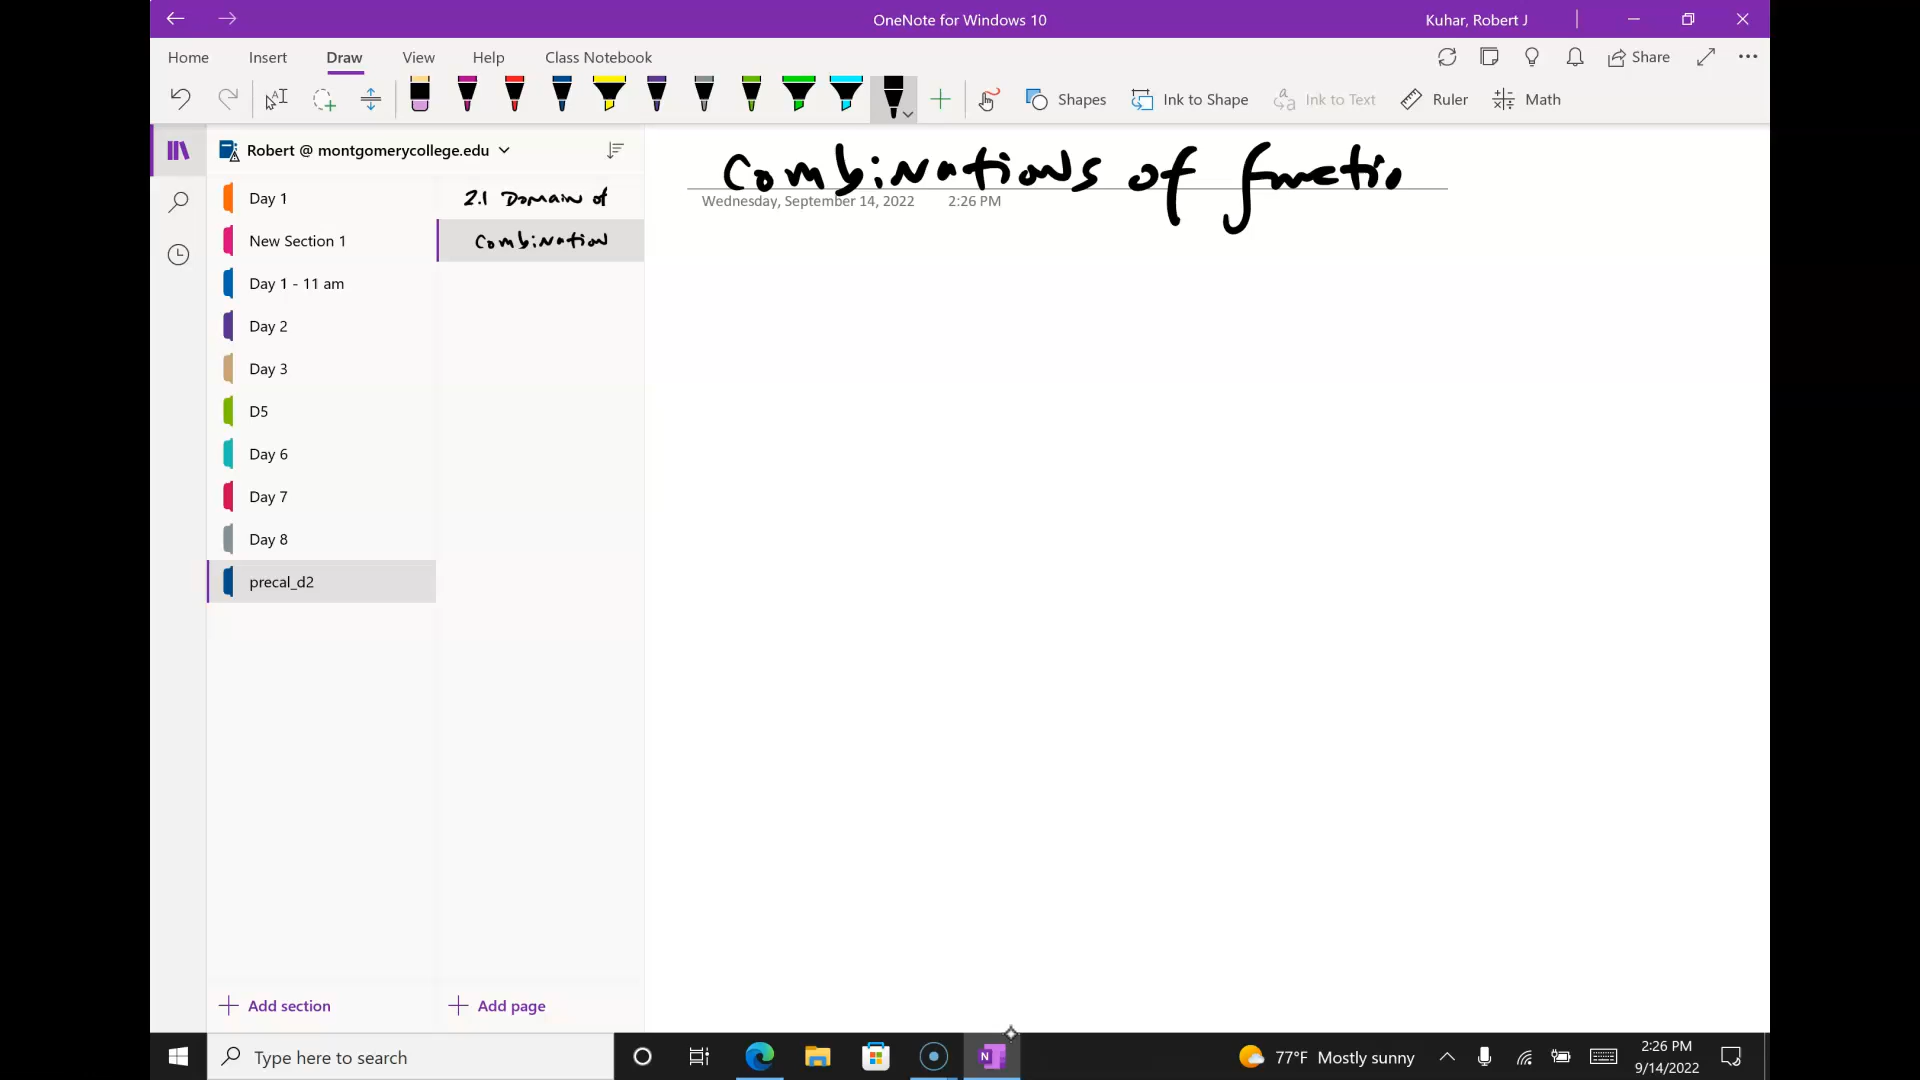 OneNote for Windows 10
Kuhar, Robert J
Home Insert Draw View Help Class Notebook
Share
Shapes Ink to Shape Ink to Text Ruler Math
Robert @ montgomerycollege.edu
Day 1
New Section 1
Day 1 - 11 am
Day 2
Day 3
D5
Day 6
Day 7
Day 8
precal_d2
Add section
2.1 Domain of
Combination
Add page
Combinations of functio
Wednesday, September 14, 2022 2:26 PM
Type here to search
N
77°F Mostly sunny
2:26 PM
9/14/2022